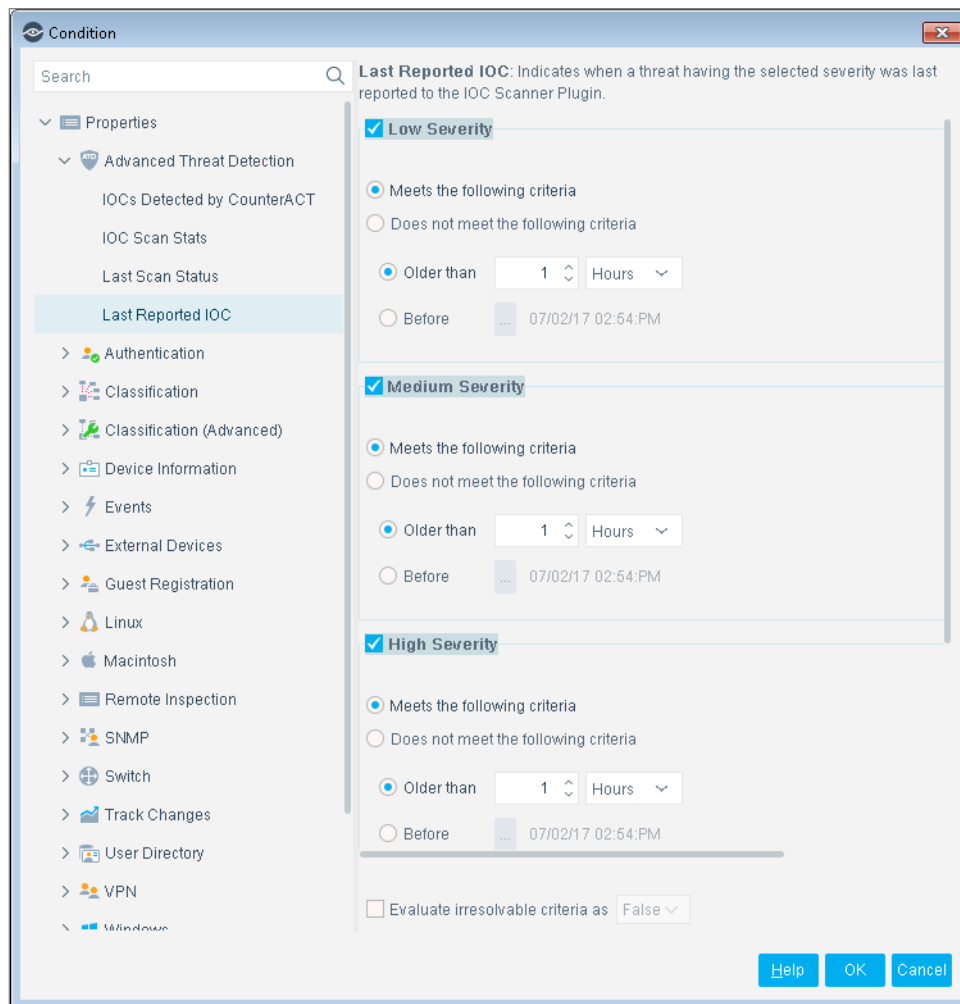 Condition
Search
Properties
ATD
Advanced Threat Detection
IOCs Detected by CounterACT
IOC Scan Stats
Last Scan Status
Last Reported IOC
Authentication
Classification
Classification (Advanced)
Device Information
Events
External Devices
Guest Registration
Linux
Macintosh
Remote Inspection
SNMP
Switch
Track Changes
User Directory
VPN
Windows
Last Reported IOC: Indicates when a threat having the selected severity was last
reported to the IOC Scanner Plugin.
Low Severity
Meets the following criteria
Does not meet the following criteria
Older than 1 Hours
Before ... 07/02/17 02:54:PM
Medium Severity
Meets the following criteria
Does not meet the following criteria
Older than 1 Hours
Before ... 07/02/17 02:54:PM
High Severity
Meets the following criteria
Does not meet the following criteria
Older than 1 Hours
Before ... 07/02/17 02:54:PM
Evaluate irresolvable criteria as False
Help OK Cancel